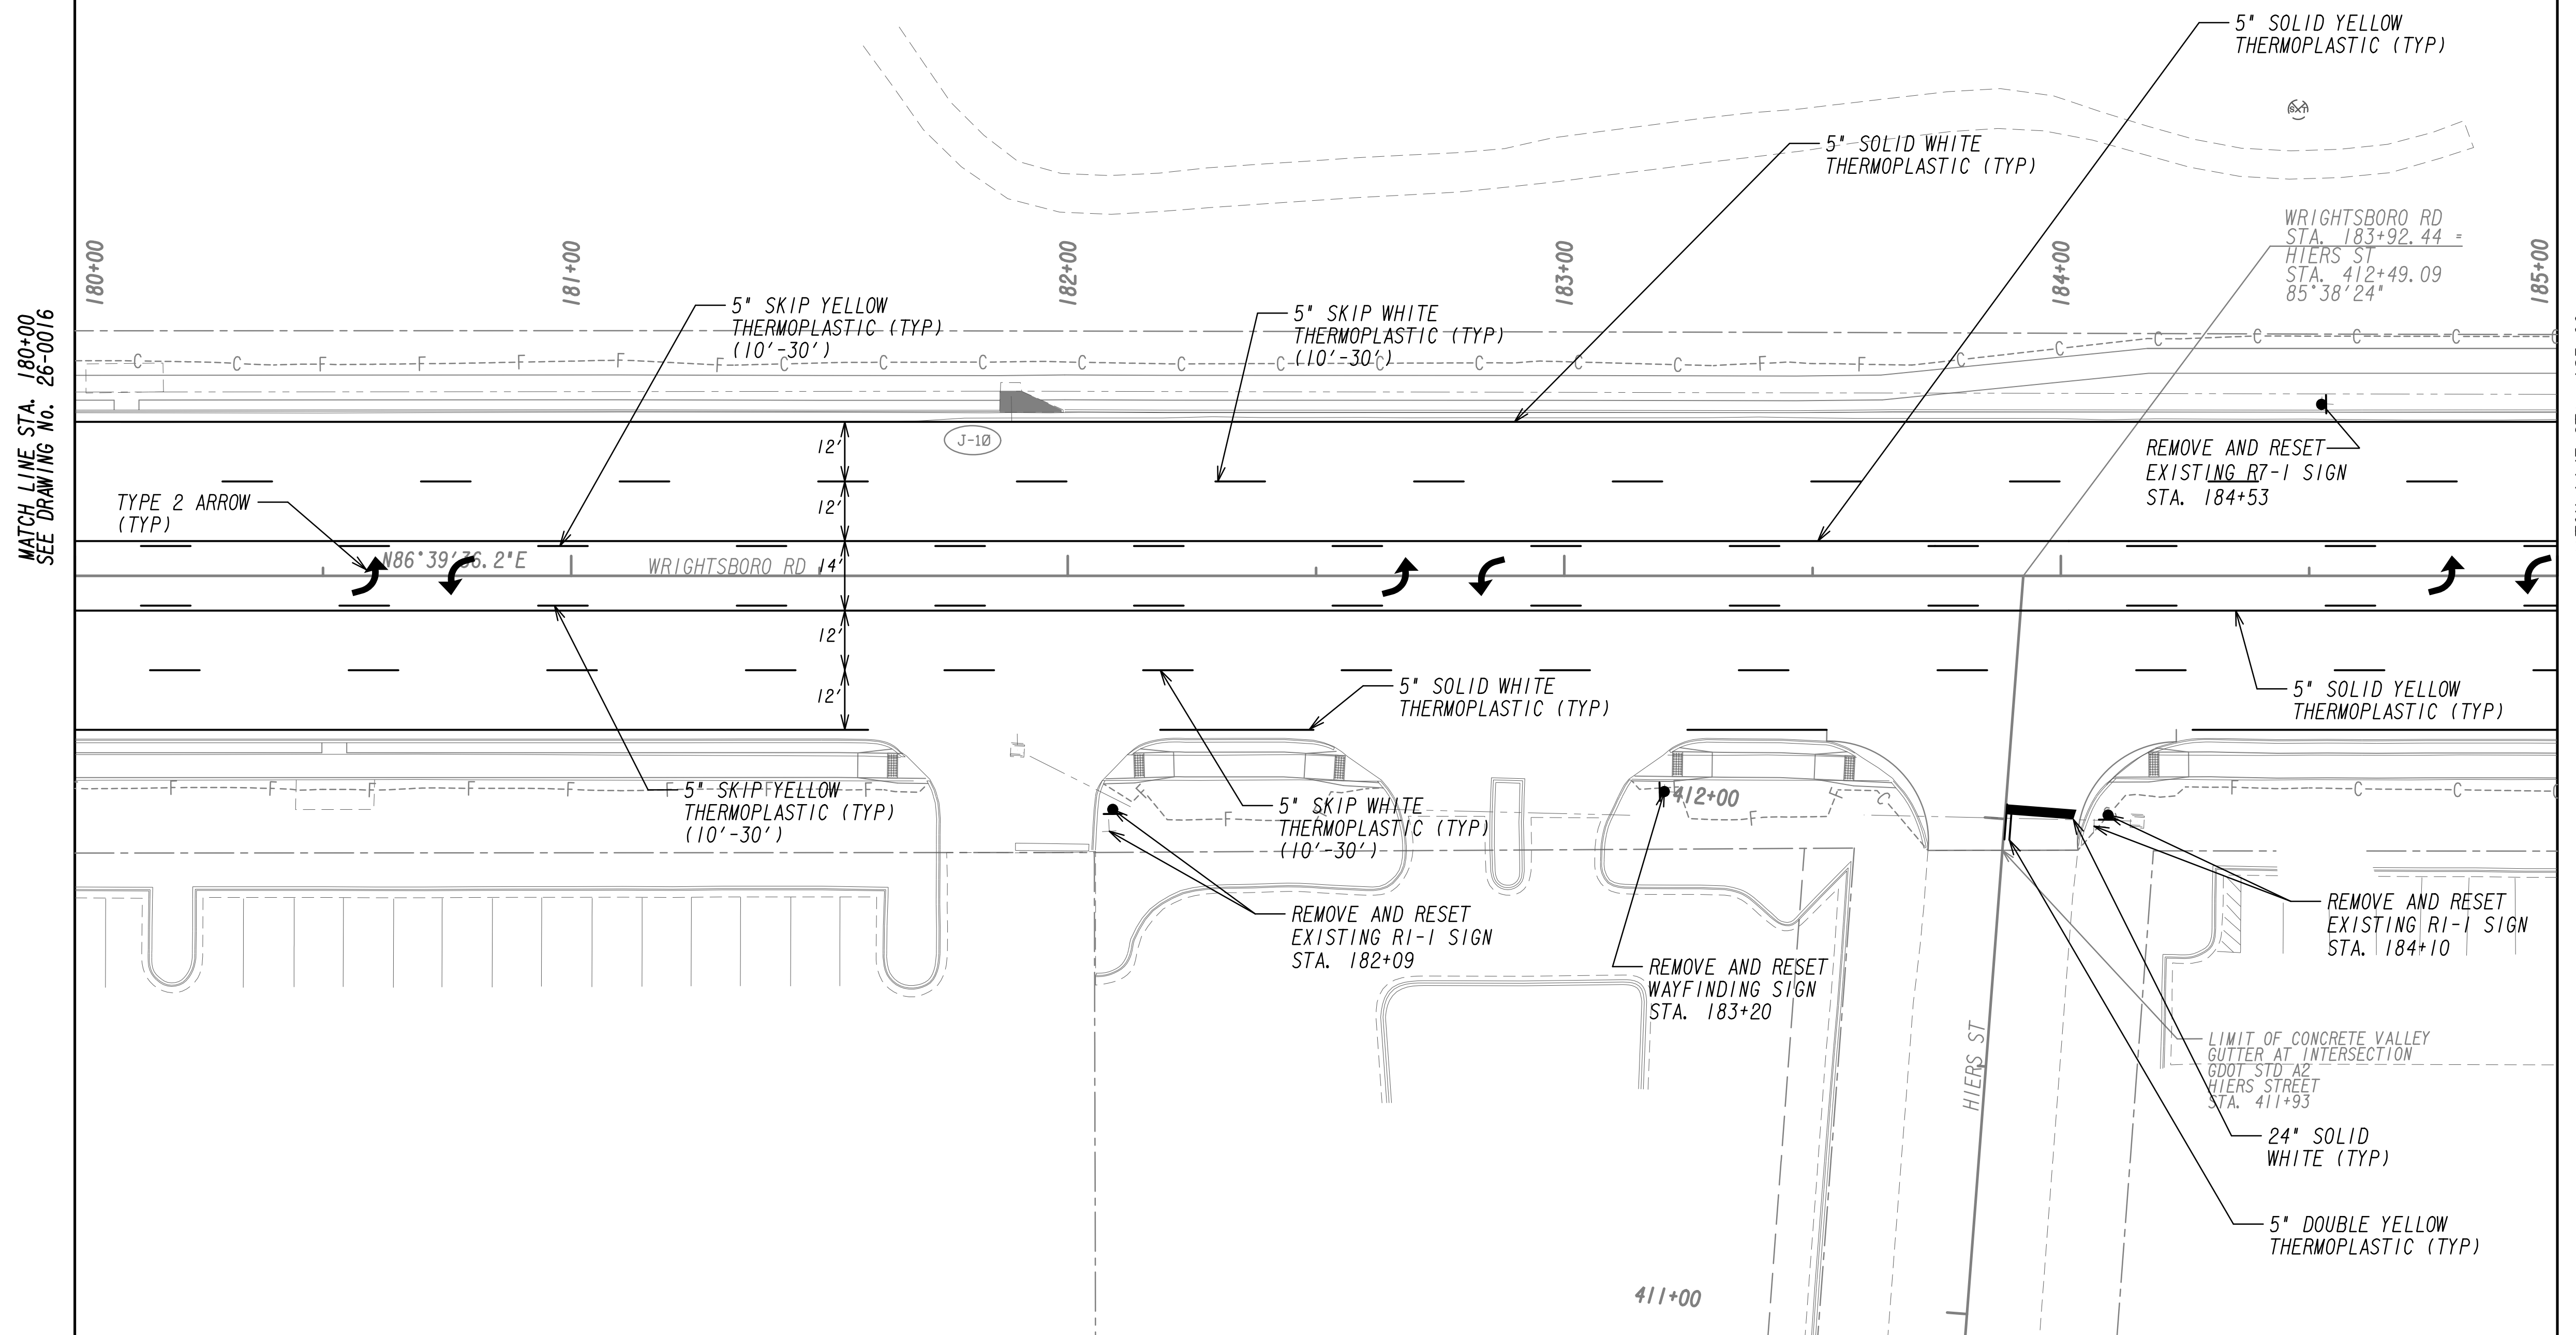 5" SOLID YELLOW
THERMOPLASTIC (TYP)
5" SOLID WHITE
THERMOPLASTIC (TYP)
WRIGHTSBORO RD
STA. 183+92.44 =
HIERS ST
STA. 412+49.09
85°38'24"
180+00
181+00
182+00
183+00
184+00
185+00
MATCH LINE STA. 180+00
SEE DRAWING No. 26-0016
5" SKIP YELLOW
THERMOPLASTIC (TYP)
(10'-30')
5" SKIP WHITE
THERMOPLASTIC (TYP)
(10'-30')
C C F F F F F C C C C C C C C C F F C C C C C C C
J-10
12'
12'
14'
12'
12'
REMOVE AND RESET
EXISTING R7-1 SIGN
STA. 184+53
TYPE 2 ARROW
(TYP)
N86°39'36.2"E
WRIGHTSBORO RD
5" SOLID WHITE
THERMOPLASTIC (TYP)
5" SOLID YELLOW
THERMOPLASTIC (TYP)
F F F F F F F F
5" SKIP YELLOW
THERMOPLASTIC (TYP)
(10'-30')
5" SKIP WHITE
THERMOPLASTIC (TYP)
(10'-30')
412+00
F F F C F C C C
REMOVE AND RESET
EXISTING R1-1 SIGN
STA. 182+09
REMOVE AND RESET
WAYFINDING SIGN
STA. 183+20
REMOVE AND RESET
EXISTING R1-1 SIGN
STA. 184+10
HIERS ST
LIMIT OF CONCRETE VALLEY
GUTTER AT INTERSECTION
GDOT STD A2
HIERS STREET
STA. 411+93
24" SOLID
WHITE (TYP)
5" DOUBLE YELLOW
THERMOPLASTIC (TYP)
411+00